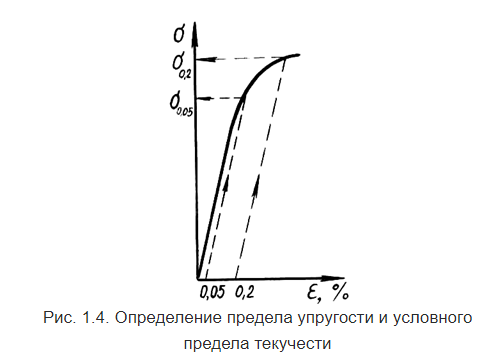 σ
σ0,2
σ0,05
0,05 0,2 ε, %
Рис. 1.4. Определение предела упругости и условного
предела текучести